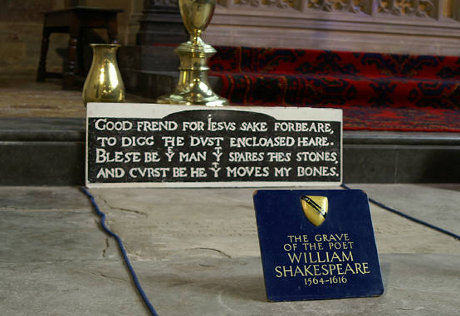 GOOD FREND FOR IESVS SAKE FORBEARE,
TO DIGG THE DVST ENCLOASED HEARE.
BLESE BE Yͤ MAN Yͭ SPARES THES STONES,
AND CVRST BE HE Yͭ MOVES MY BONES.
THE GRAVE
OF THE POET
WILLIAM
SHAKESPEARE
1564-1616